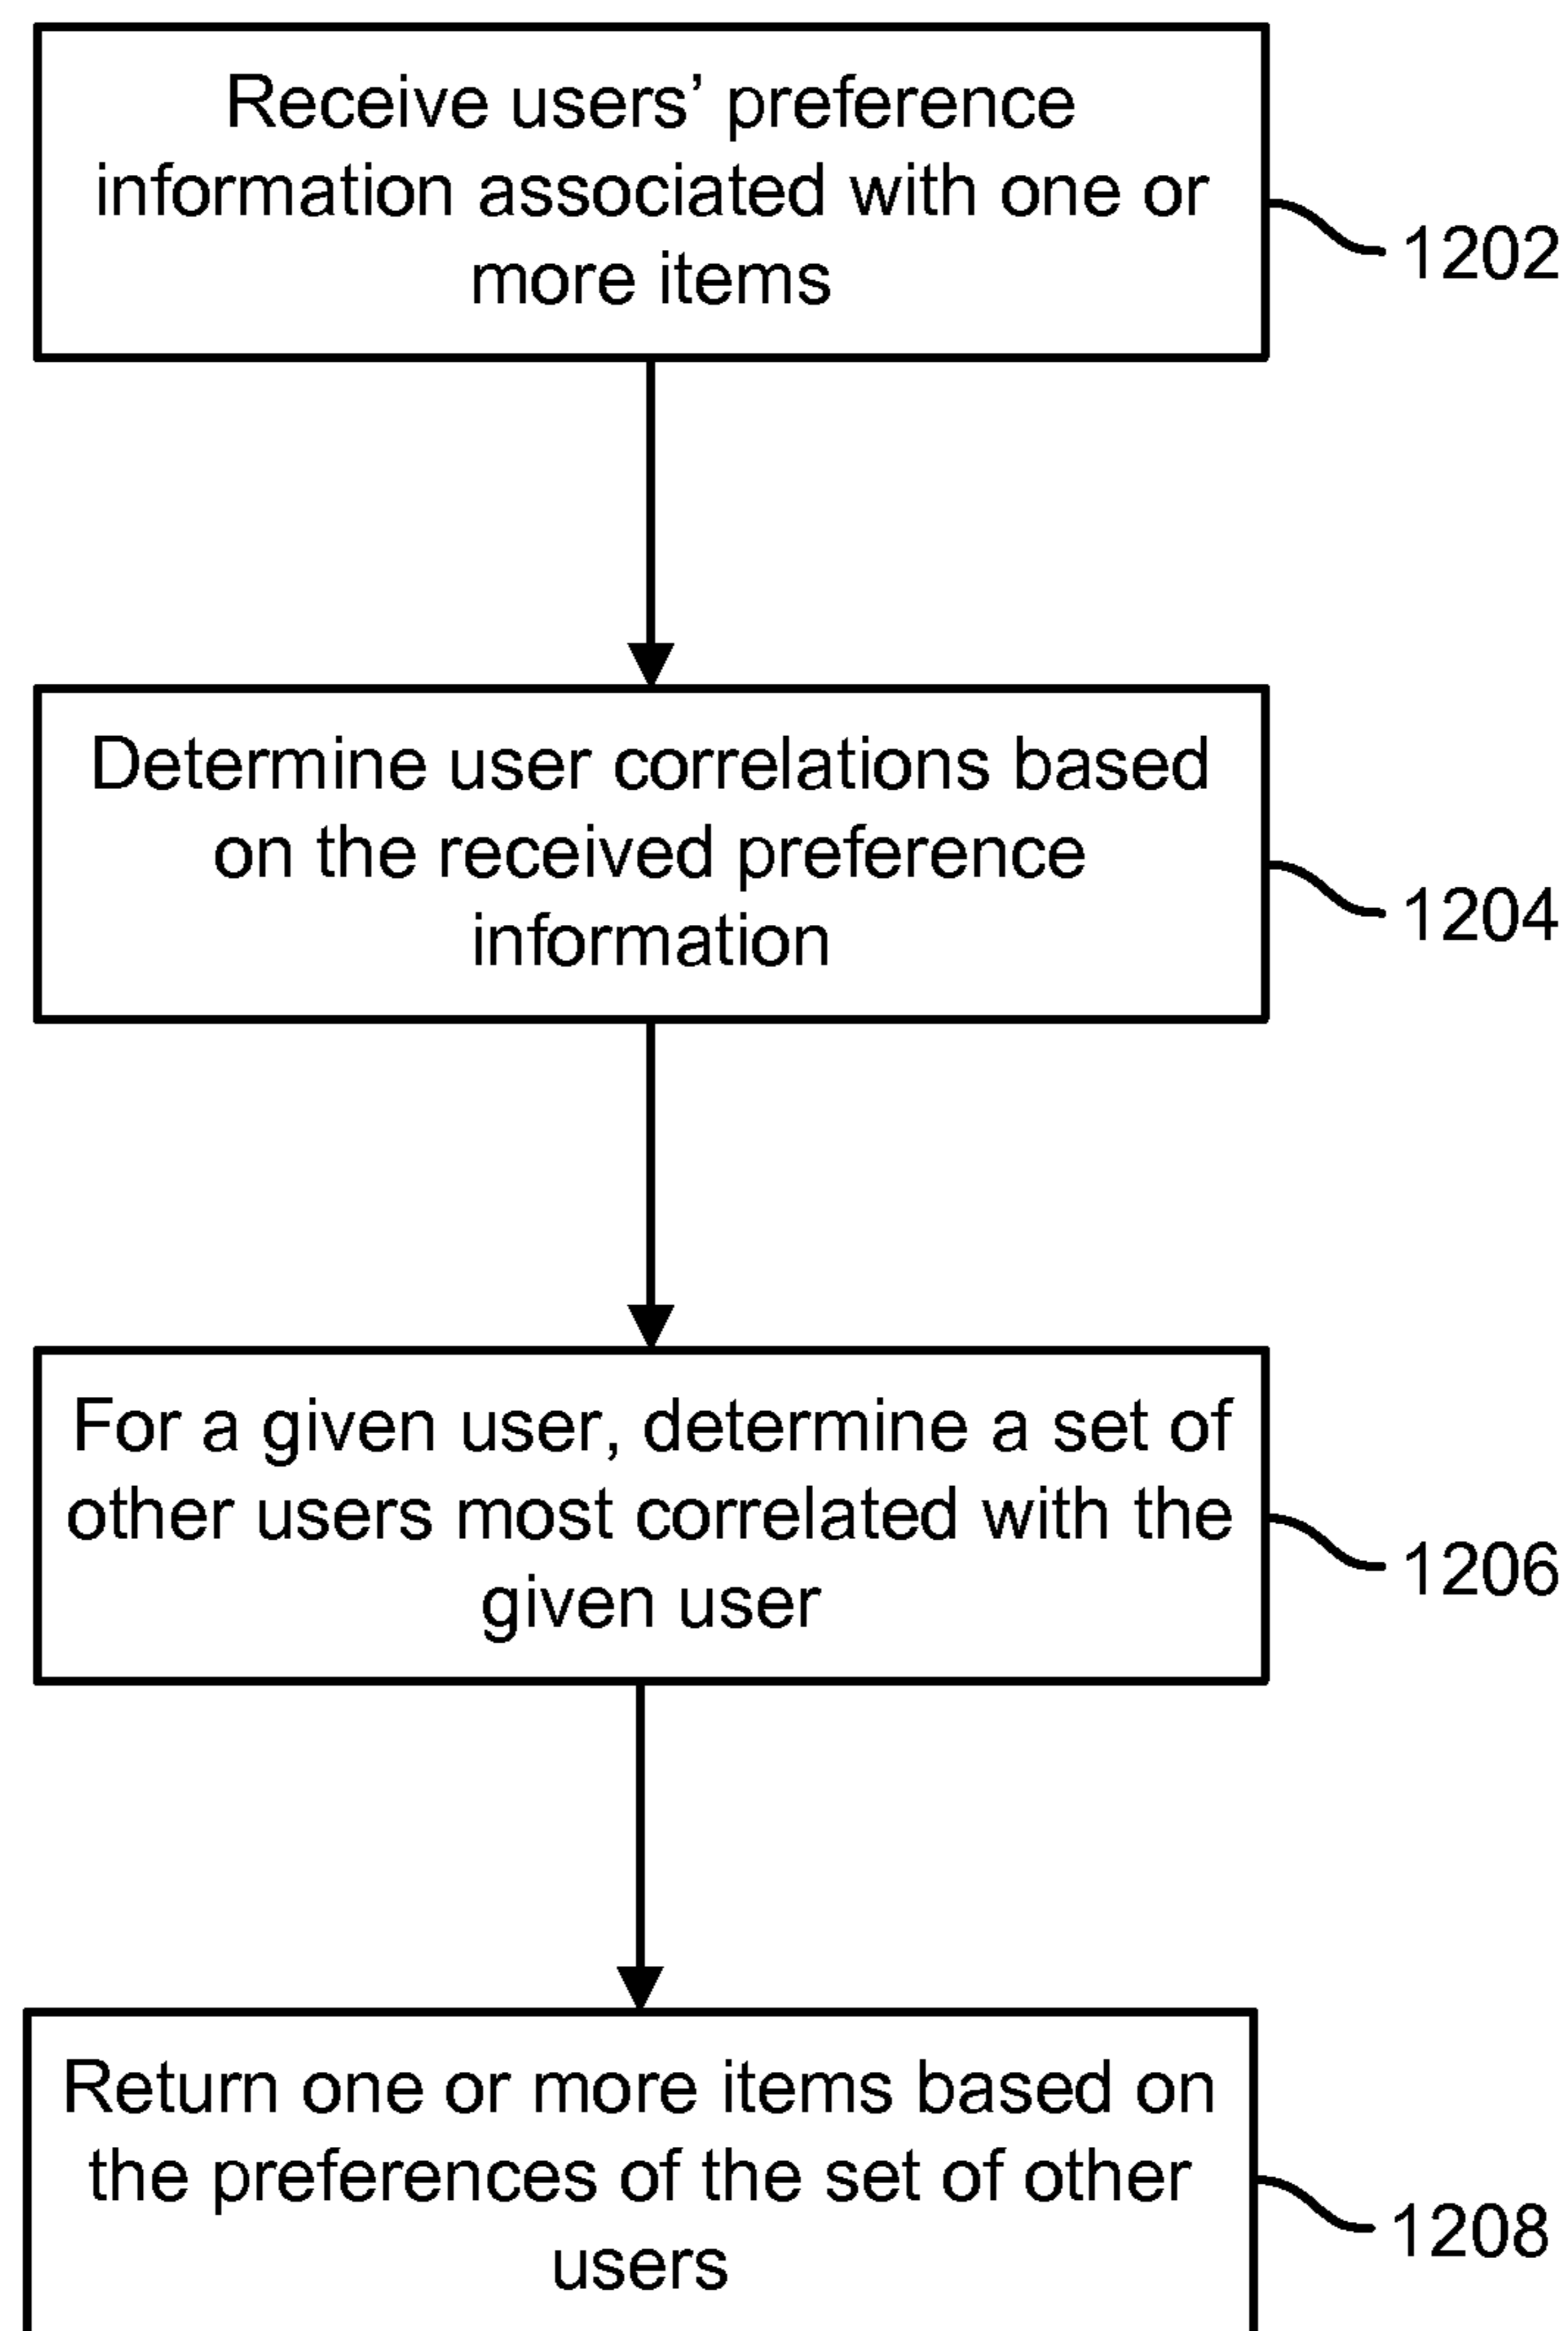 Receive users’ preference
information associated with one or
more items
1202
Determine user correlations based
on the received preference
information
1204
For a given user, determine a set of
other users most correlated with the
given user
1206
Return one or more items based on
the preferences of the set of other
users
1208